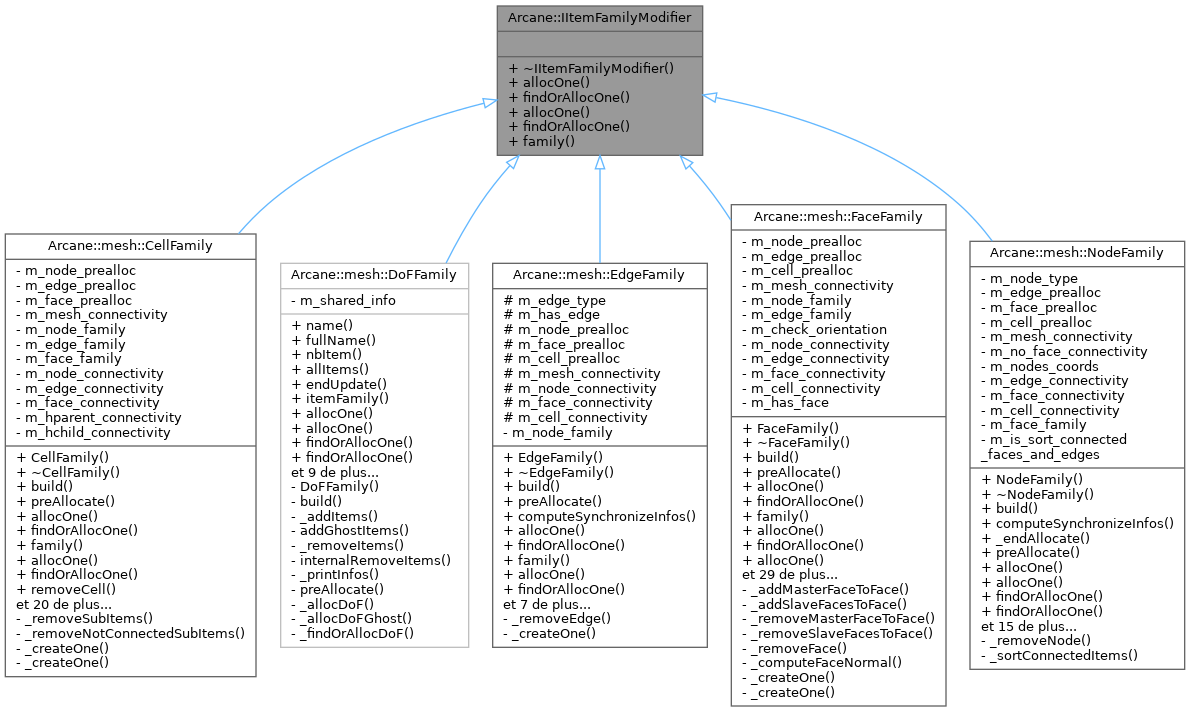 Arcane::IItemFamilyModifier
+ ~IItemFamilyModifier()
+ allocOne()
+ findOrAllocOne()
+ allocOne()
+ findOrAllocOne()
+ family()
Arcane::mesh::CellFamily
- m_node_prealloc
- m_edge_prealloc
- m_face_prealloc
- m_mesh_connectivity
- m_node_family
- m_edge_family
- m_face_family
- m_node_connectivity
- m_edge_connectivity
- m_face_connectivity
- m_hparent_connectivity
- m_hchild_connectivity
+ CellFamily()
+ ~CellFamily()
+ build()
+ preAllocate()
+ allocOne()
+ findOrAllocOne()
+ family()
+ allocOne()
+ findOrAllocOne()
+ removeCell()
et 20 de plus...
- _removeSubItems()
- _removeNotConnectedSubItems()
- _createOne()
- _createOne()
Arcane::mesh::DoFFamily
- m_shared_info
+ name()
+ fullName()
+ nbItem()
+ allItems()
+ endUpdate()
+ itemFamily()
+ allocOne()
+ allocOne()
+ findOrAllocOne()
+ findOrAllocOne()
et 9 de plus...
- DoFFamily()
- build()
- _addItems()
- addGhostItems()
- _removeItems()
- internalRemoveItems()
- _printInfos()
- preAllocate()
- _allocDoF()
- _allocDoFGhost()
- _findOrAllocDoF()
Arcane::mesh::EdgeFamily
# m_edge_type
# m_has_edge
# m_node_prealloc
# m_face_prealloc
# m_cell_prealloc
# m_mesh_connectivity
# m_node_connectivity
# m_face_connectivity
# m_cell_connectivity
- m_node_family
+ EdgeFamily()
+ ~EdgeFamily()
+ build()
+ preAllocate()
+ computeSynchronizeInfos()
+ allocOne()
+ findOrAllocOne()
+ family()
+ allocOne()
+ findOrAllocOne()
et 7 de plus...
- _removeEdge()
- _createOne()
Arcane::mesh::FaceFamily
- m_node_prealloc
- m_edge_prealloc
- m_cell_prealloc
- m_mesh_connectivity
- m_node_family
- m_edge_family
- m_check_orientation
- m_node_connectivity
- m_edge_connectivity
- m_face_connectivity
- m_cell_connectivity
- m_has_face
+ FaceFamily()
+ ~FaceFamily()
+ build()
+ preAllocate()
+ allocOne()
+ findOrAllocOne()
+ family()
+ allocOne()
+ findOrAllocOne()
+ allocOne()
et 29 de plus...
- _addMasterFaceToFace()
- _addSlaveFacesToFace()
- _removeMasterFaceToFace()
- _removeSlaveFacesToFace()
- _removeFace()
- _computeFaceNormal()
- _createOne()
- _createOne()
Arcane::mesh::NodeFamily
- m_node_type
- m_edge_prealloc
- m_face_prealloc
- m_cell_prealloc
- m_mesh_connectivity
- m_no_face_connectivity
- m_nodes_coords
- m_edge_connectivity
- m_face_connectivity
- m_cell_connectivity
- m_face_family
- m_is_sort_connected
_faces_and_edges
+ NodeFamily()
+ ~NodeFamily()
+ build()
+ computeSynchronizeInfos()
+ _endAllocate()
+ preAllocate()
+ allocOne()
+ allocOne()
+ findOrAllocOne()
+ findOrAllocOne()
et 15 de plus...
- _removeNode()
- _sortConnectedItems()